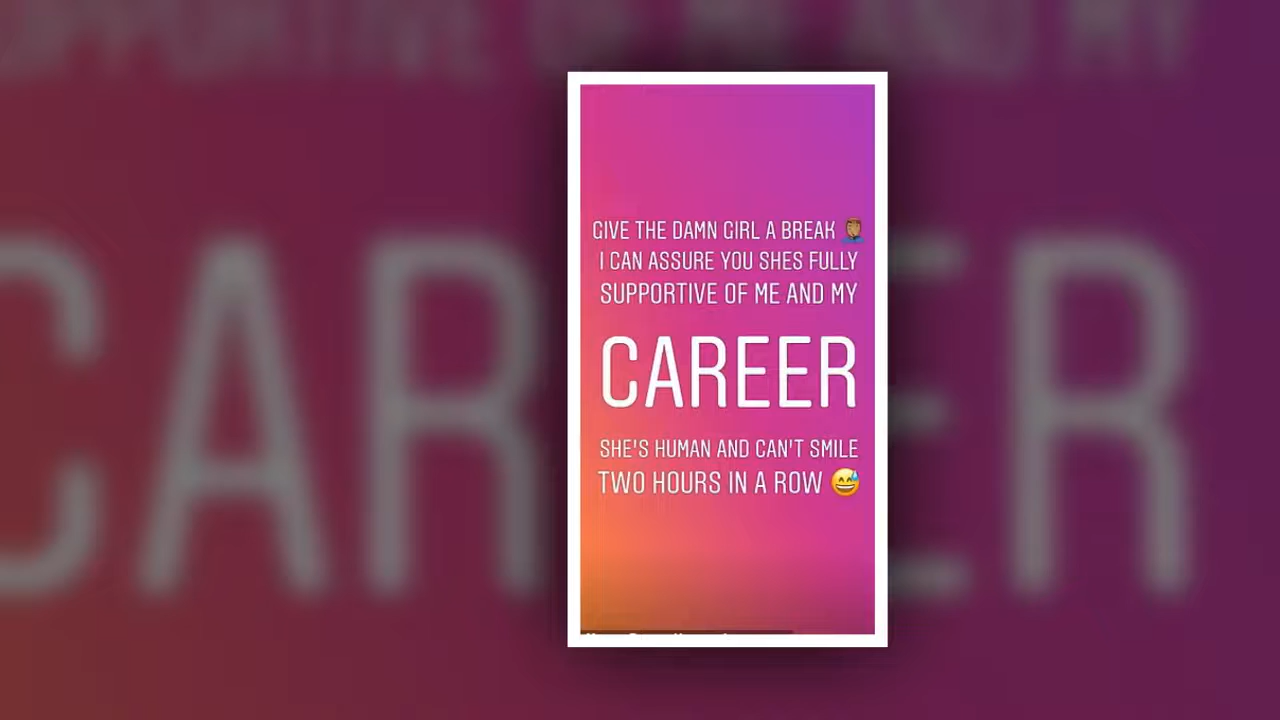 GIVE THE DAMN GIRL A BREAK 🤦🏽‍♂️
I CAN ASSURE YOU SHES FULLY
SUPPORTIVE OF ME AND MY
CAREER
SHE'S HUMAN AND CAN'T SMILE
TWO HOURS IN A ROW 😅